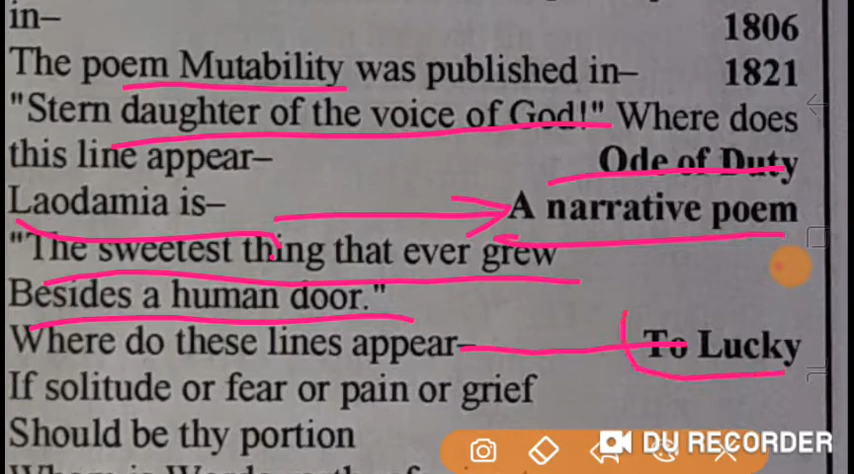 in–
1806
The poem Mutability was published in– 1821
"Stern daughter of the voice of God!" Where does
this line appear– Ode of Duty
Laodamia is– A narrative poem
"The sweetest thing that ever grew
Besides a human door."
Where do these lines appear– To Lucky
If solitude or fear or pain or grief
Should be thy portion
DU RECORDER